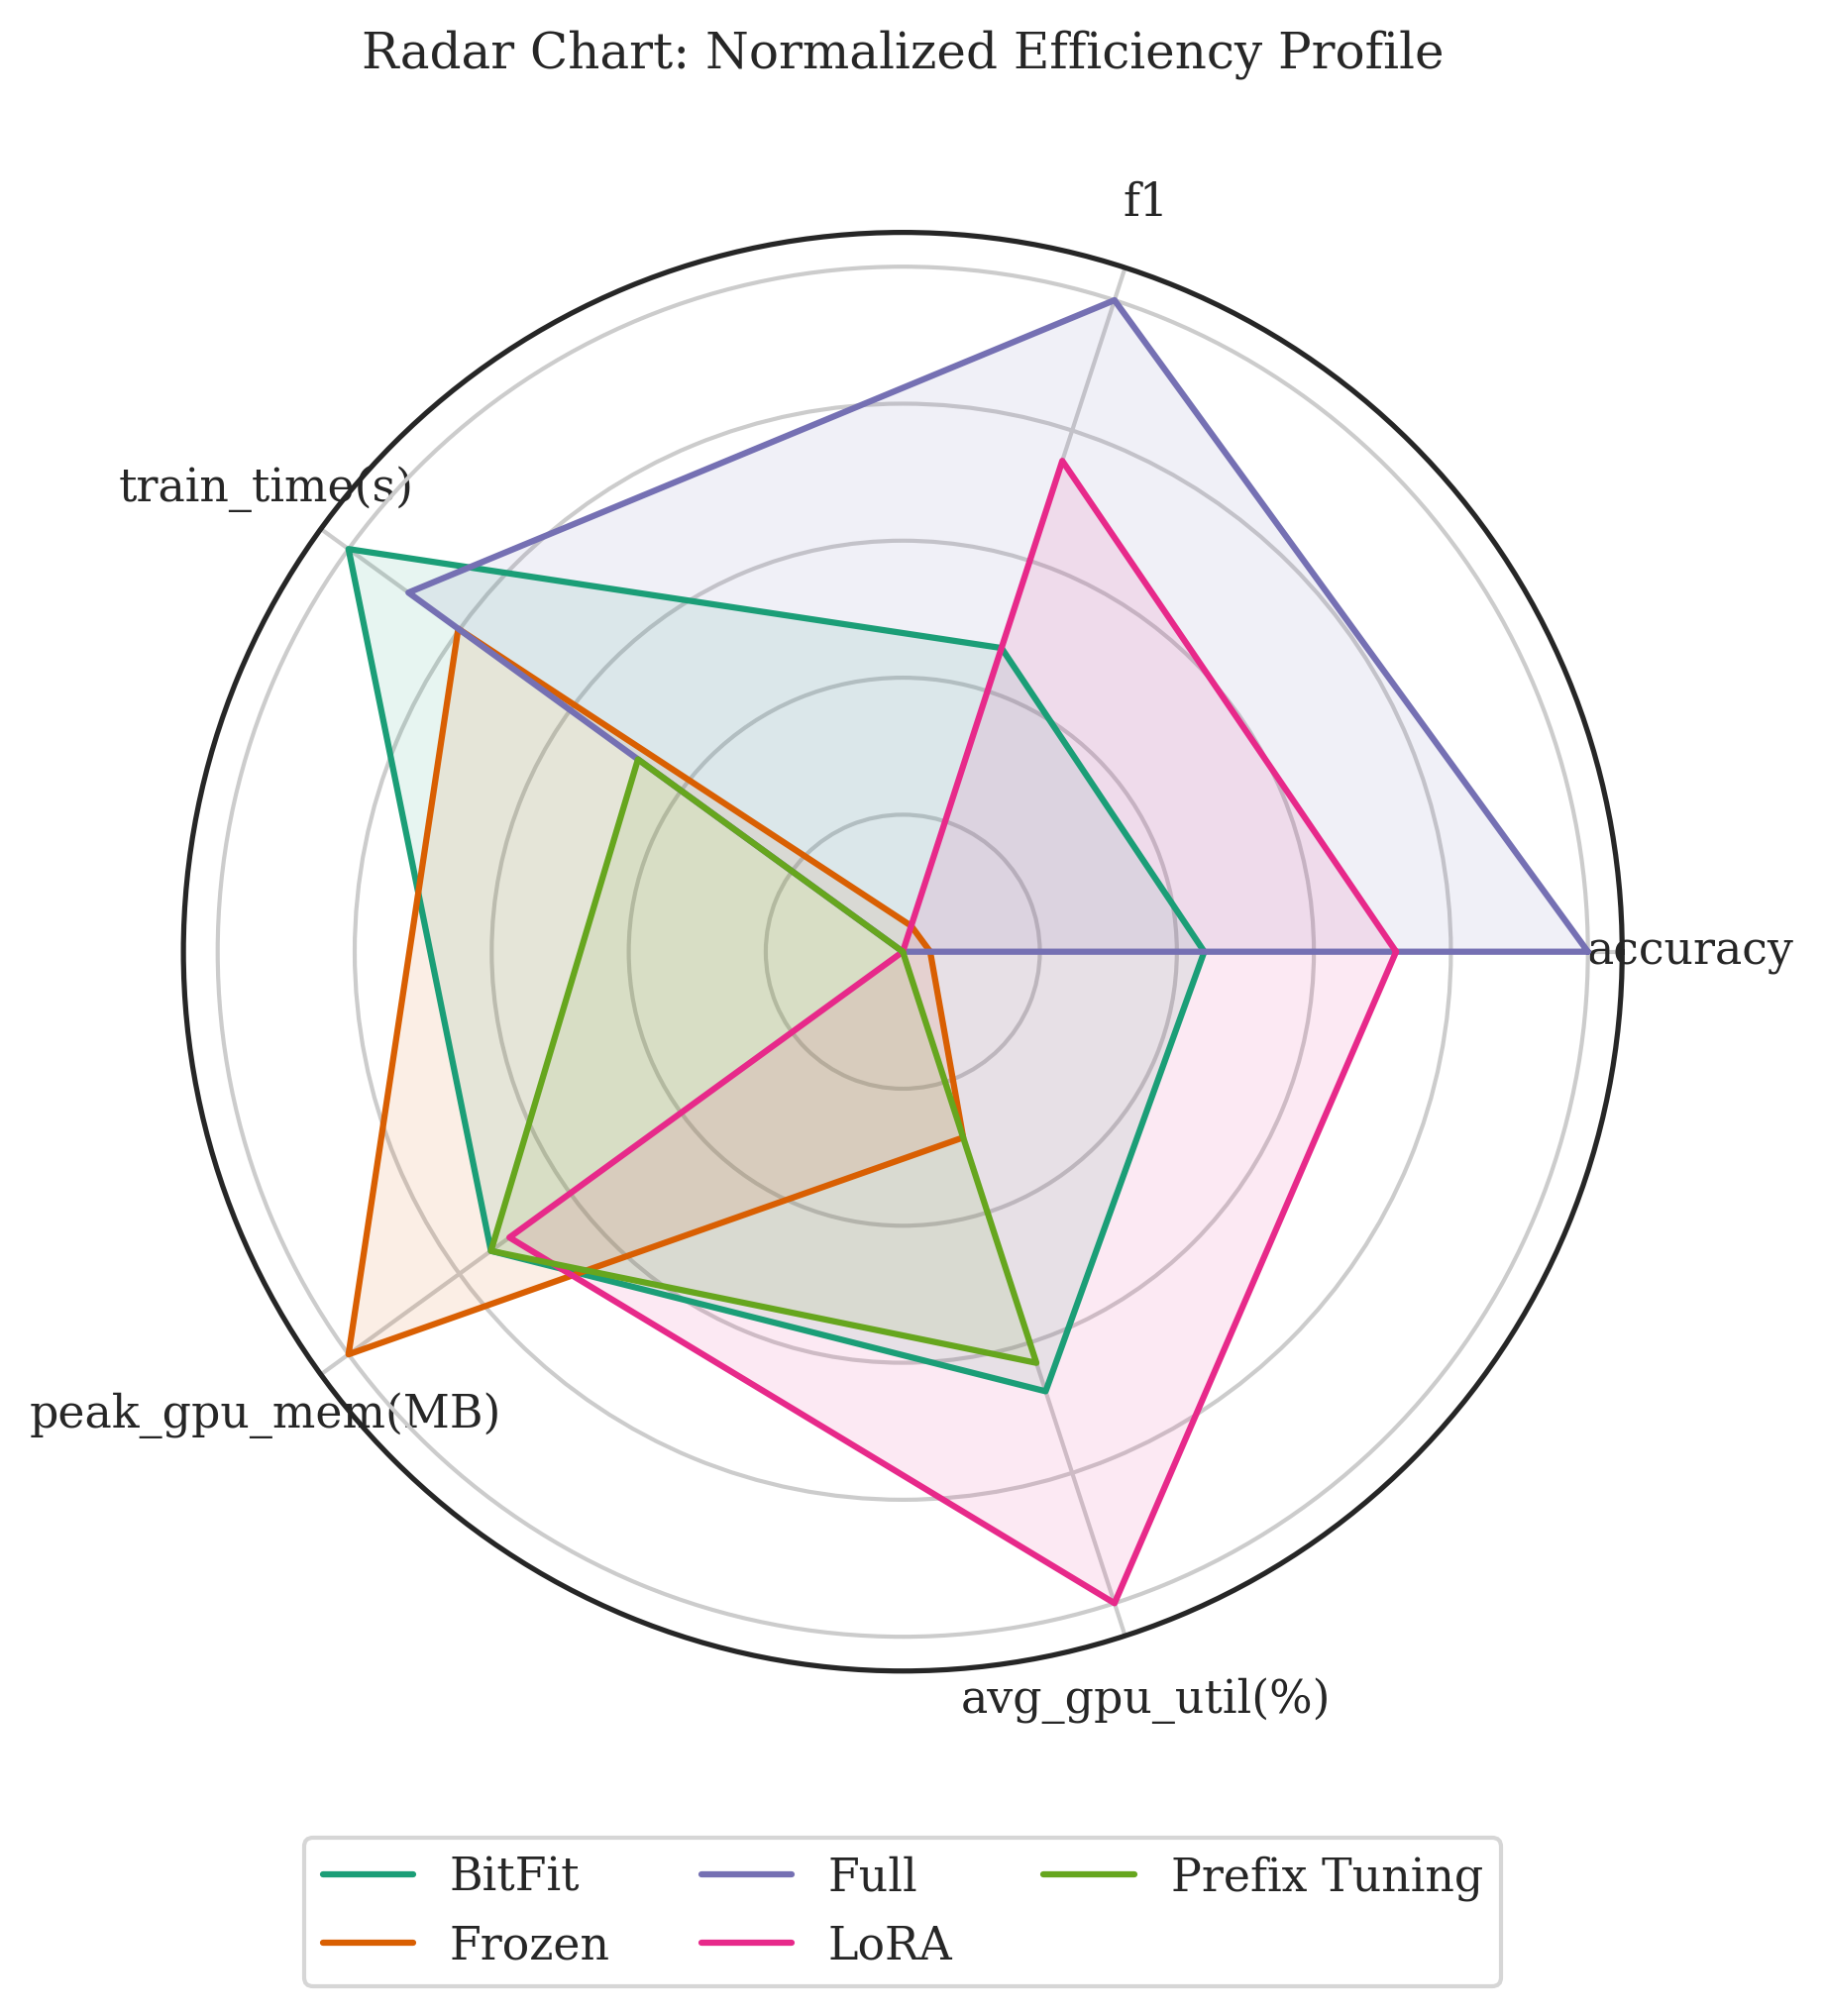 Radar Chart: Normalized Efficiency Profile
f1
train_time(s)
accuracy
peak_gpu_mem(MB)
avg_gpu_util(%)
BitFit
Full
Prefix Tuning
Frozen
LoRA